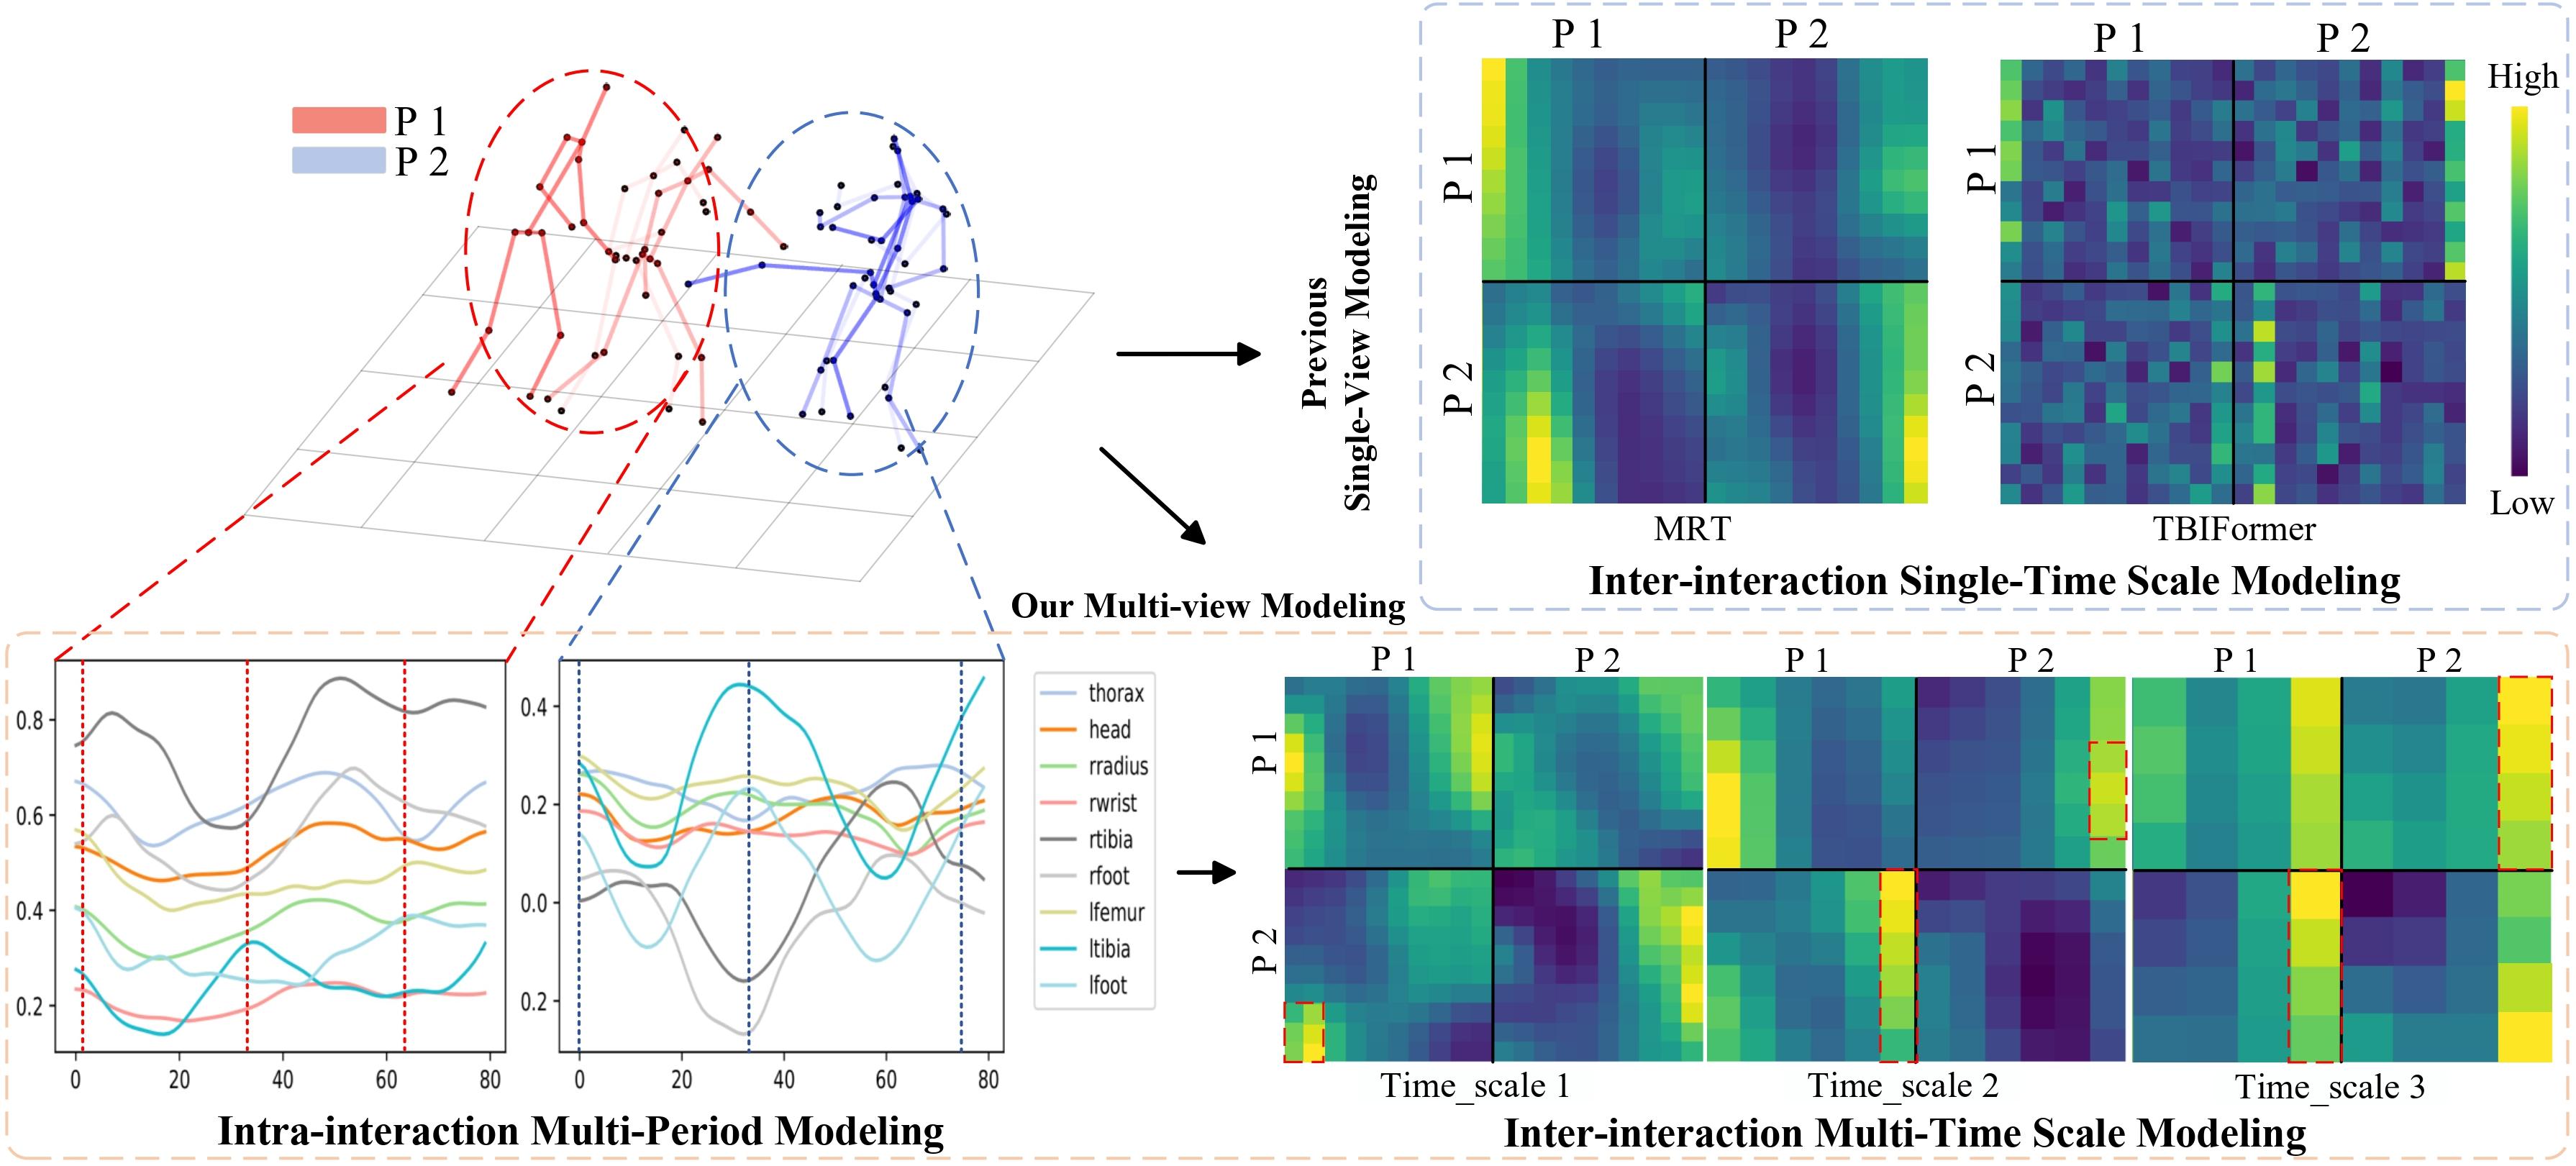 P 1
P 2
Previous
Single-View Modeling
P 1 P 2
P 1
P 2
MRT
P 1 P 2
P 1
P 2
TBIFormer
High
Low
Inter-interaction Single-Time Scale Modeling
Our Multi-view Modeling
0.8
0.6
0.4
0.2
0 20 40 60 80
0.4
0.2
0.0
0.2
0 20 40 60 80
thorax
head
rradius
rwrist
rtibia
rfoot
lfemur
ltibia
lfoot
Intra-interaction Multi-Period Modeling
P 1 P 2 P 1 P 2 P 1 P 2
P 1
P 2
Time_scale 1 Time_scale 2 Time_scale 3
Inter-interaction Multi-Time Scale Modeling